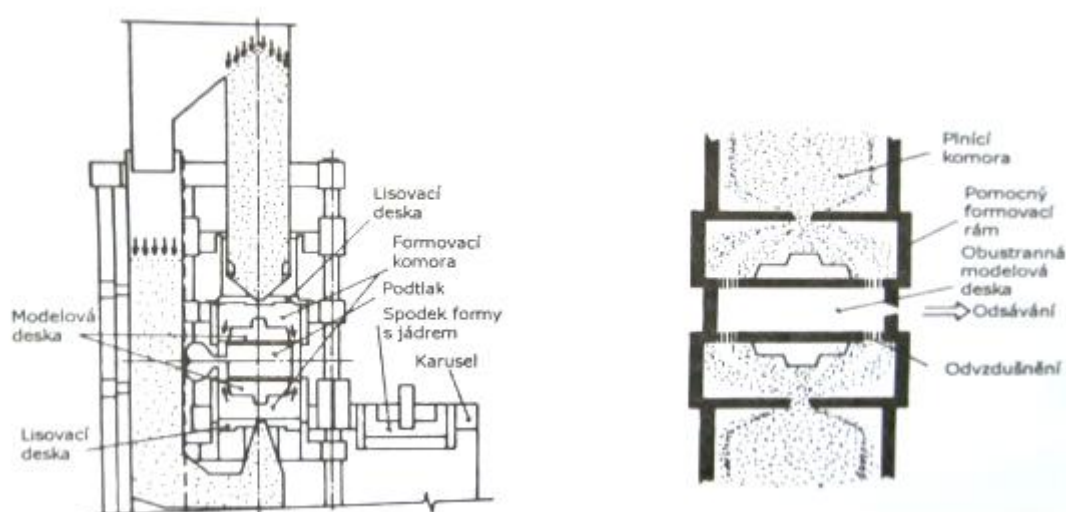 Lisovací
deska
Formovací
komora
Podtlak
Modelová
deska
Spodek formy
s jádrem
Karusel
Lisovací
deska
Plnící
komora
Pomocný
formovací
rám
Obustranná
modelová
deska
Odsávání
Odvzdušnění